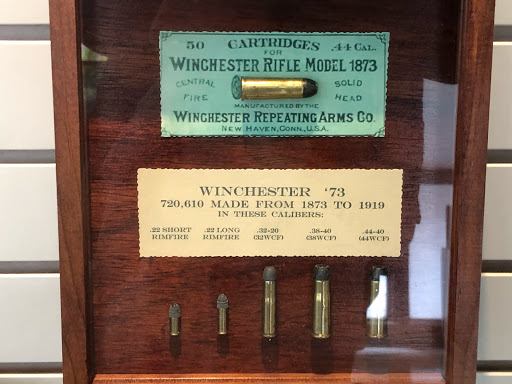 50 CARTRIDGES .44 CAL.
FOR
WINCHESTER RIFLE MODEL 1873
CENTRAL FIRE SOLID HEAD
MANUFACTURED BY THE
WINCHESTER REPEATING ARMS CO.
NEW HAVEN, CONN., U.S.A.
WINCHESTER '73
720,610 MADE FROM 1873 TO 1919
IN THESE CALIBERS:
.22 SHORT .22 LONG .32-20 .38-40 .44-40
RIMFIRE RIMFIRE (32WCF) (38WCF) (44WCF)